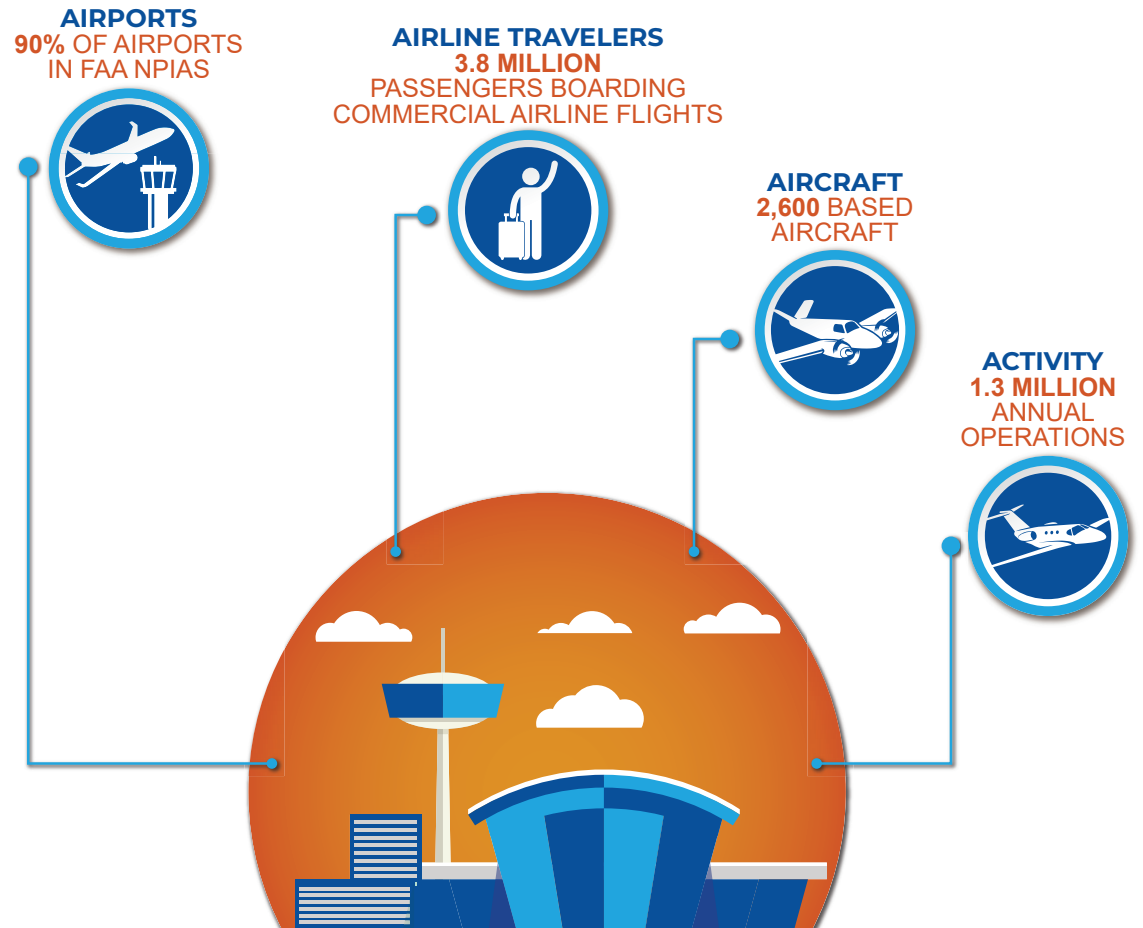 AIRPORTS
90% OF AIRPORTS
IN FAA NPIAS
AIRLINE TRAVELERS
3.8 MILLION
PASSENGERS BOARDING
COMMERCIAL AIRLINE FLIGHTS
AIRCRAFT
2,600 BASED
AIRCRAFT
ACTIVITY
1.3 MILLION
ANNUAL
OPERATIONS